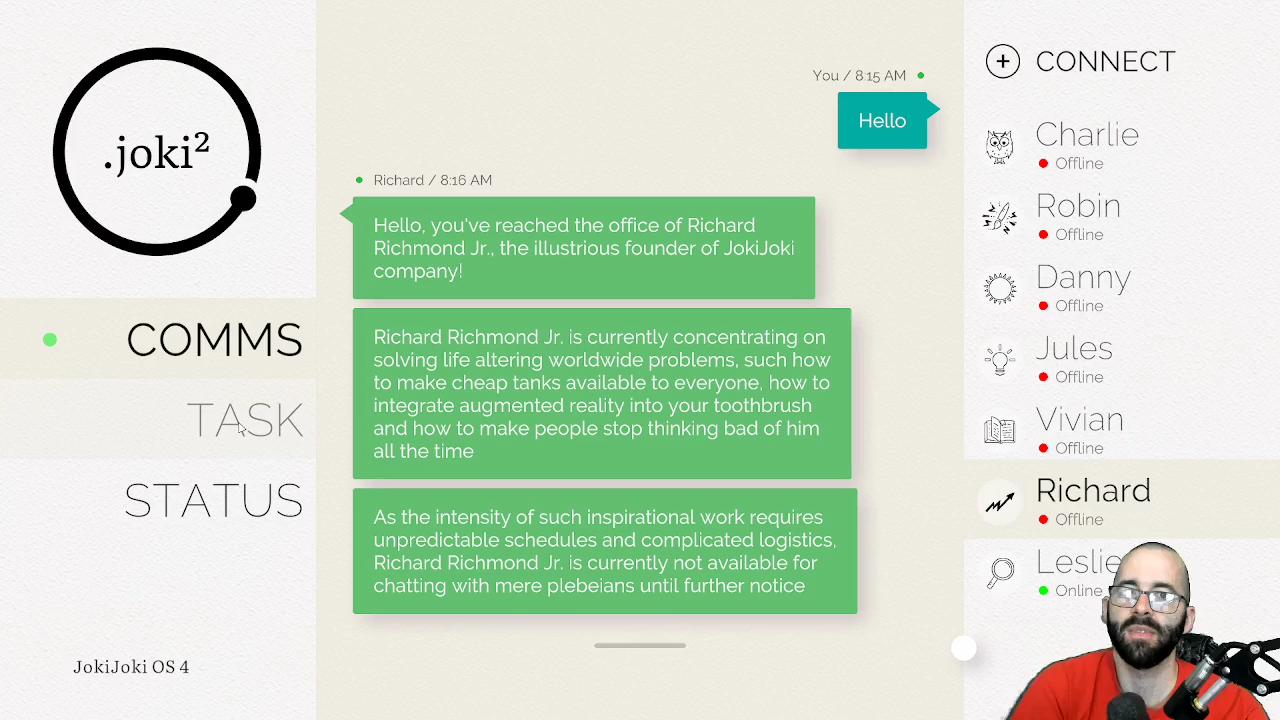 .joki²
COMMS
TASK
STATUS
JokiJoki OS 4
You / 8:15 AM
Hello
Richard / 8:16 AM
Hello, you've reached the office of Richard
Richmond Jr., the illustrious founder of JokiJoki
company!
Richard Richmond Jr. is currently concentrating on
solving life altering worldwide problems, such how
to make cheap tanks available to everyone, how to
integrate augmented reality into your toothbrush
and how to make people stop thinking bad of him
all the time
As the intensity of such inspirational work requires
unpredictable schedules and complicated logistics,
Richard Richmond Jr. is currently not available for
chatting with mere plebeians until further notice
+ CONNECT
Charlie
Offline
Robin
Offline
Danny
Offline
Jules
Offline
Vivian
Offline
Richard
Offline
Leslie
Online